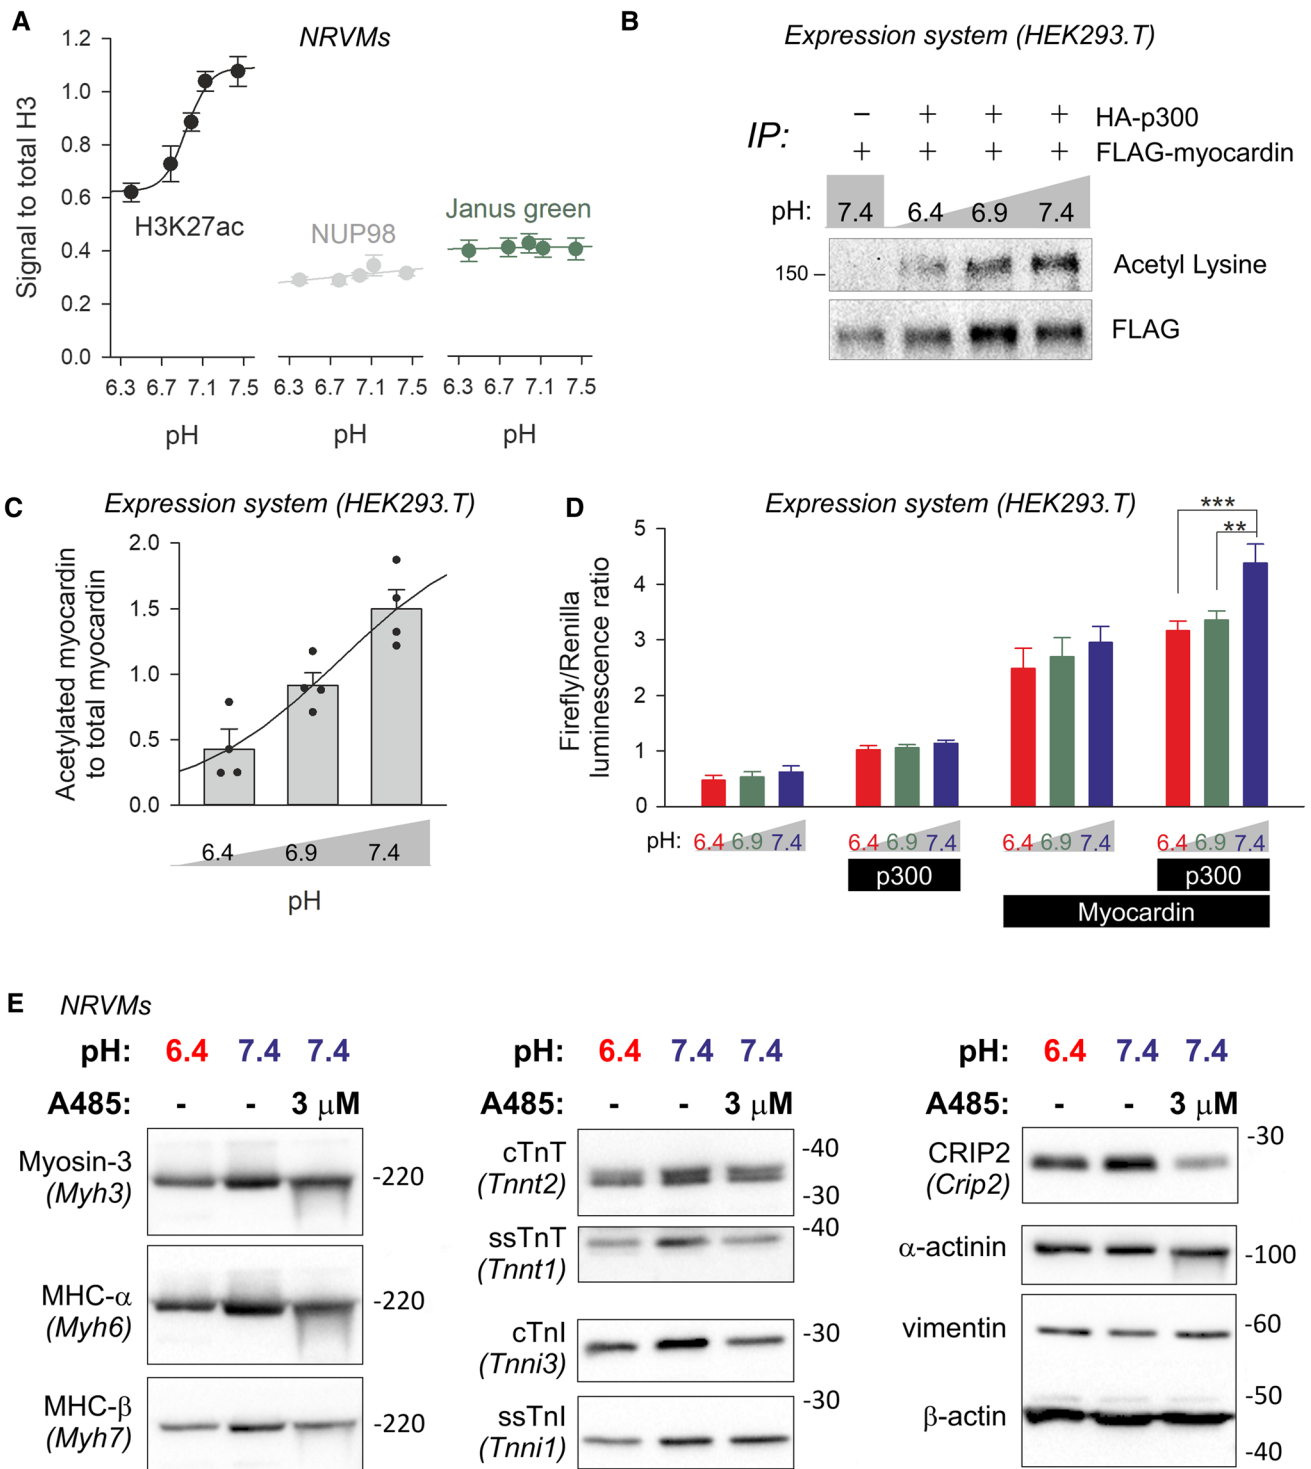 A
NRVMs
Signal to total H3
1.2
1.0
0.8
0.6
0.4
0.2
0.0
H3K27ac
NUP98
Janus green
6.3 6.7 7.1 7.5
6.3 6.7 7.1 7.5
6.3 6.7 7.1 7.5
pH
pH
pH
B
Expression system (HEK293.T)
IP:
− + + + HA-p300
+ + + + FLAG-myocardin
pH: 7.4 6.4 6.9 7.4
150 –
Acetyl Lysine
FLAG
C
Expression system (HEK293.T)
Acetylated myocardin
to total myocardin
2.0
1.5
1.0
0.5
0.0
6.4 6.9 7.4
pH
D
Expression system (HEK293.T)
Firefly/Renilla
luminescence ratio
5
4
3
2
1
0
***
**
pH: 6.4 6.9 7.4 6.4 6.9 7.4 6.4 6.9 7.4 6.4 6.9 7.4
p300
p300
Myocardin
E
NRVMs
pH: 6.4 7.4 7.4
A485: - - 3 μM
Myosin-3
(Myh3)
-220
MHC-α
(Myh6)
-220
MHC-β
(Myh7)
-220
pH: 6.4 7.4 7.4
A485: - - 3 μM
cTnT
(Tnnt2)
-40
-30
ssTnT
(Tnnt1)
-40
cTnI
(Tnni3)
-30
ssTnI
(Tnni1)
-30
pH: 6.4 7.4 7.4
A485: - - 3 μM
CRIP2
(Crip2)
-30
α-actinin
-100
vimentin
-60
β-actin
-50
-40